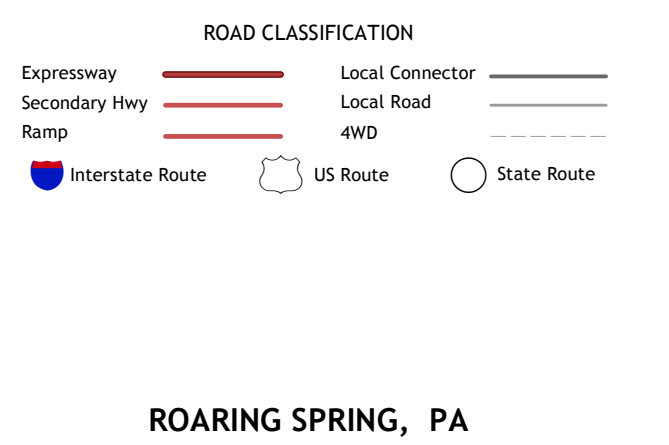 ROAD CLASSIFICATION
Expressway
Local Connector
Secondary Hwy
Local Road
Ramp
4WD
Interstate Route
US Route
State Route
ROARING SPRING, PA